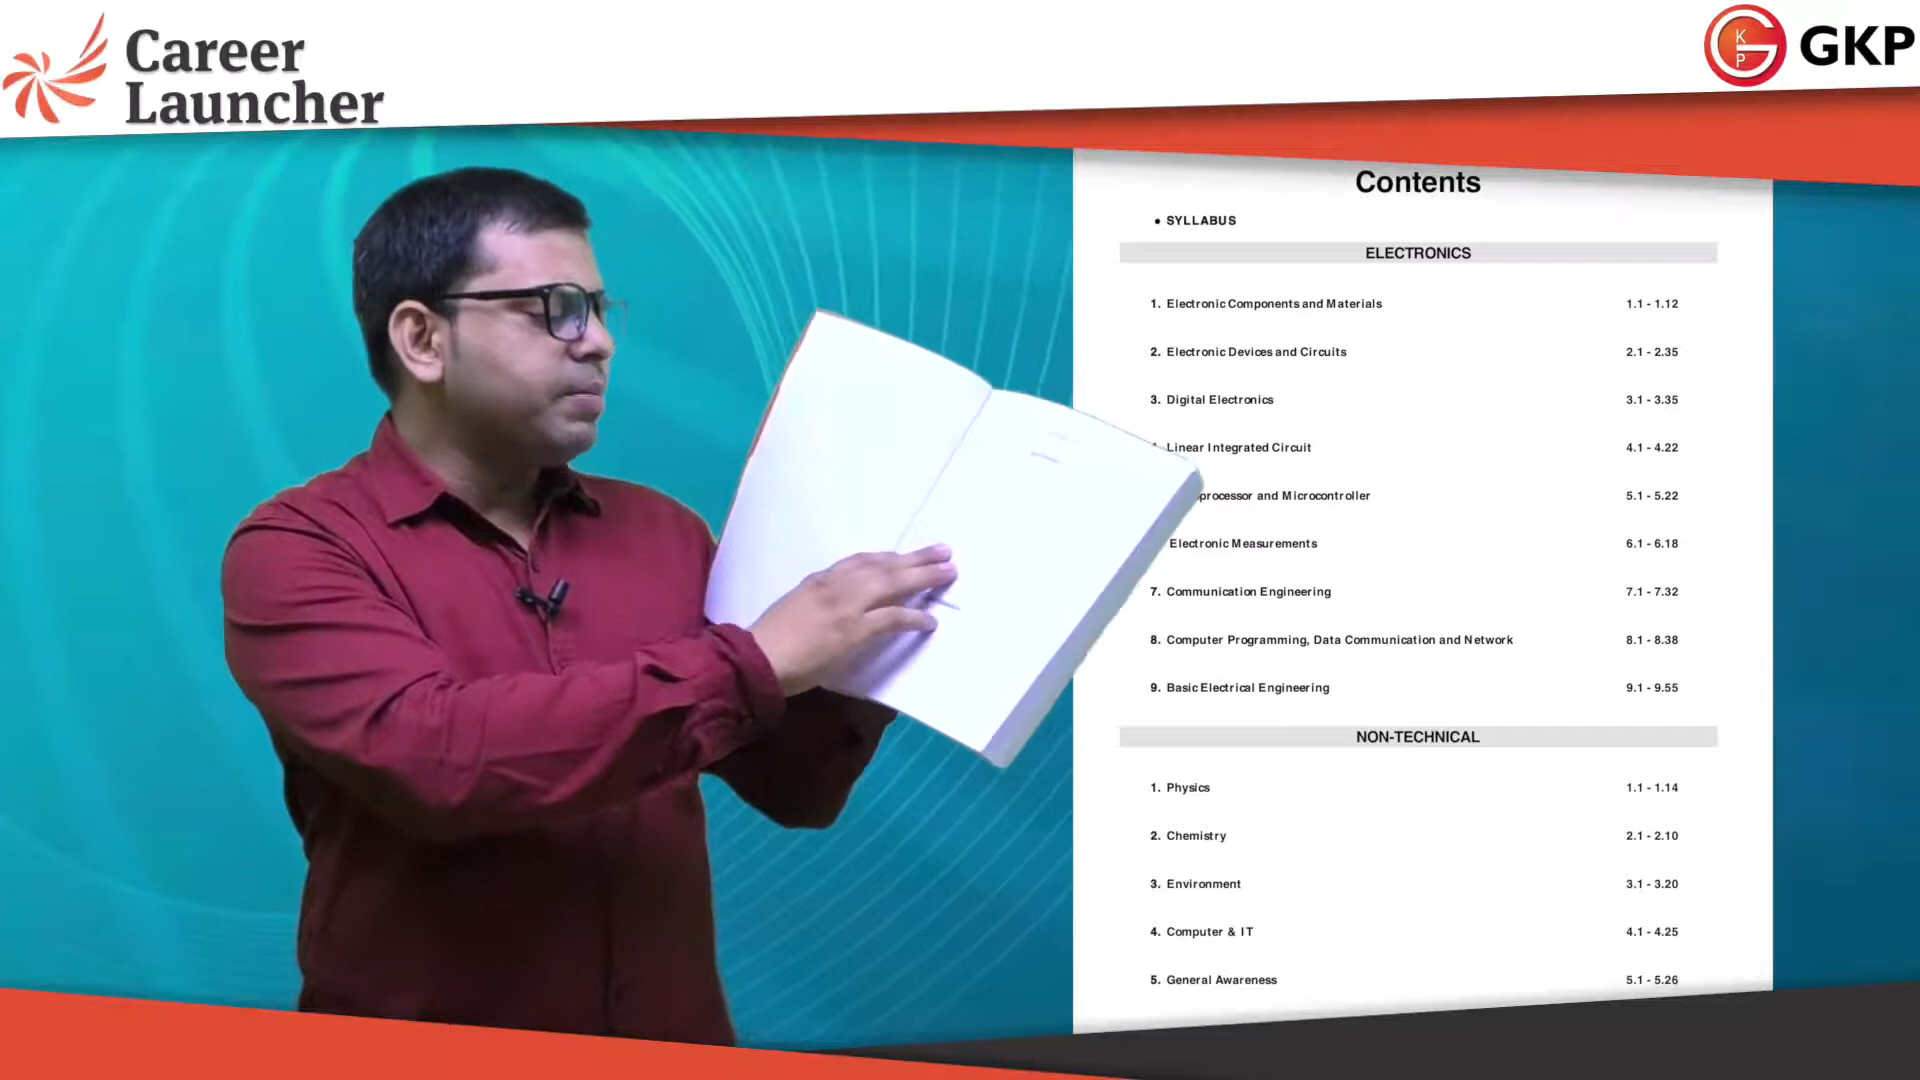 Career
Launcher
K
P
GKP
Contents
• SYLLABUS
ELECTRONICS
1. Electronic Components and Materials 1.1 - 1.12
2. Electronic Devices and Circuits 2.1 - 2.35
3. Digital Electronics 3.1 - 3.35
Linear Integrated Circuit 4.1 - 4.22
processor and Microcontroller 5.1 - 5.22
Electronic Measurements 6.1 - 6.18
7. Communication Engineering 7.1 - 7.32
8. Computer Programming, Data Communication and Network 8.1 - 8.38
9. Basic Electrical Engineering 9.1 - 9.55
NON-TECHNICAL
1. Physics 1.1 - 1.14
2. Chemistry 2.1 - 2.10
3. Environment 3.1 - 3.20
4. Computer & IT 4.1 - 4.25
5. General Awareness 5.1 - 5.26